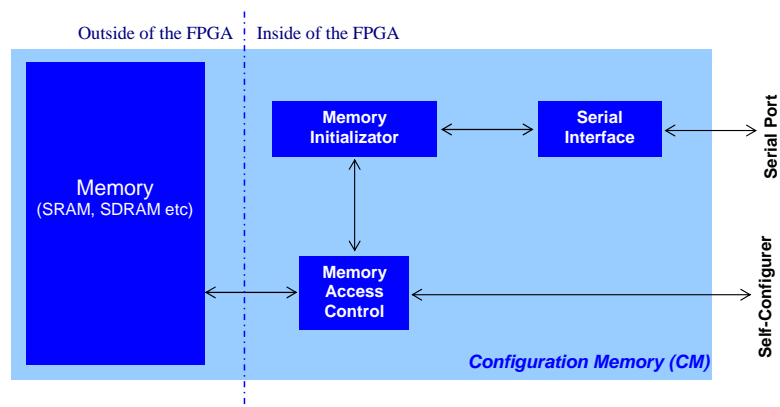 Outside of the FPGA
Inside of the FPGA
Memory
(SRAM, SDRAM etc)
Memory
Initializator
Serial
Interface
Serial Port
Memory
Access
Control
Self-Configurer
Configuration Memory (CM)